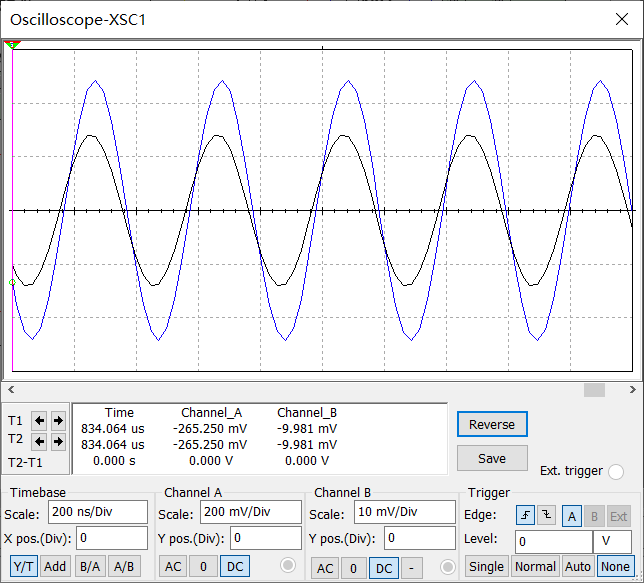 Oscilloscope-XSC1
Time Channel_A Channel_B
T1 834.064 us -265.250 mV -9.981 mV
T2 834.064 us -265.250 mV -9.981 mV
T2-T1 0.000 s 0.000 V 0.000 V
Reverse
Save
Ext. trigger
Timebase
Scale: 200 ns/Div
X pos.(Div): 0
Y/T Add B/A A/B
Channel A
Scale: 200 mV/Div
Y pos.(Div): 0
AC 0 DC
Channel B
Scale: 10 mV/Div
Y pos.(Div): 0
AC 0 DC -
Trigger
Edge: A B Ext
Level: 0 V
Single Normal Auto None